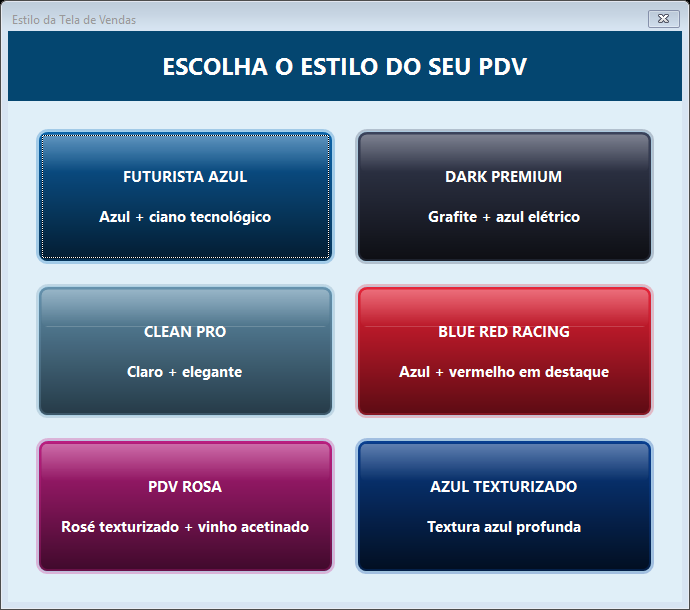 Estilo da Tela de Vendas
ESCOLHA O ESTILO DO SEU PDV
FUTURISTA AZUL
Azul + ciano tecnológico
DARK PREMIUM
Grafite + azul elétrico
CLEAN PRO
Claro + elegante
BLUE RED RACING
Azul + vermelho em destaque
PDV ROSA
Rosé texturizado + vinho acetinado
AZUL TEXTURIZADO
Textura azul profunda